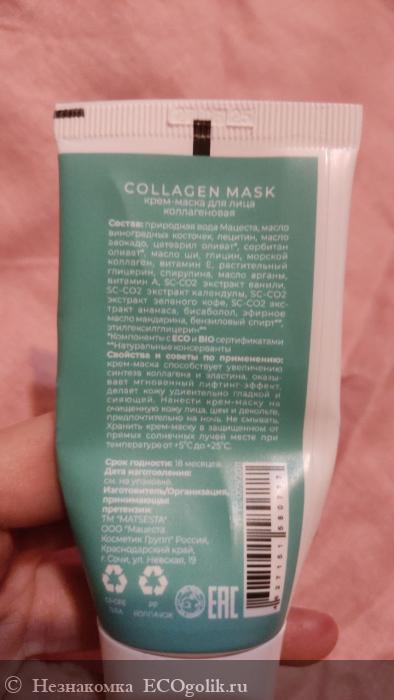 COLLAGEN MASK
крем-маска для лица
коллагеновая
Состав: природная вода Мацеста, масло
виноградных косточек, лецитин, масло
авокадо, цетеарил оливат*, сорбитан
оливат*, масло ши, глицин, морской
коллаген, витамин Е, растительный
глицерин, спирулина, масло арганы,
витамин А, SC-CO2 экстракт ванили,
SC-CO2 экстракт календулы, SC-CO2
экстракт зеленого кофе, SC-CO2 экс-
тракт ананаса, бисаболол, эфирное
масло мандарина, бензиловый спирт**,
этилгексилглицерин**
*Компоненты с ECO и BIO сертификатами
**Натуральные консерванты
Свойства и советы по применению:
крем-маска способствует увеличению
синтеза коллагена и эластина, оказы-
вает мгновенный лифтинг-эффект,
делает кожу удивительно гладкой и
сияющей. Нанести крем-маску на
очищенную кожу лица, шеи и декольте,
предпочтительно на ночь. Не смывать.
Хранить крем-маску в защищенном от
прямых солнечных лучей месте при
температуре от +5°C до +25°C.
Срок годности: 18 месяцев.
Дата изготовления:
см. на упаковке.
Изготовитель/Организация,
принимающая
претензии:
ТМ "MATSESTA"
ООО "Мацеста
Косметик Групп" Россия,
Краснодарский край,
г. Сочи, ул. Невская, 19
PP
КОЛПАЧОК
ЕАС
© Незнакомка ECOgolik.ru